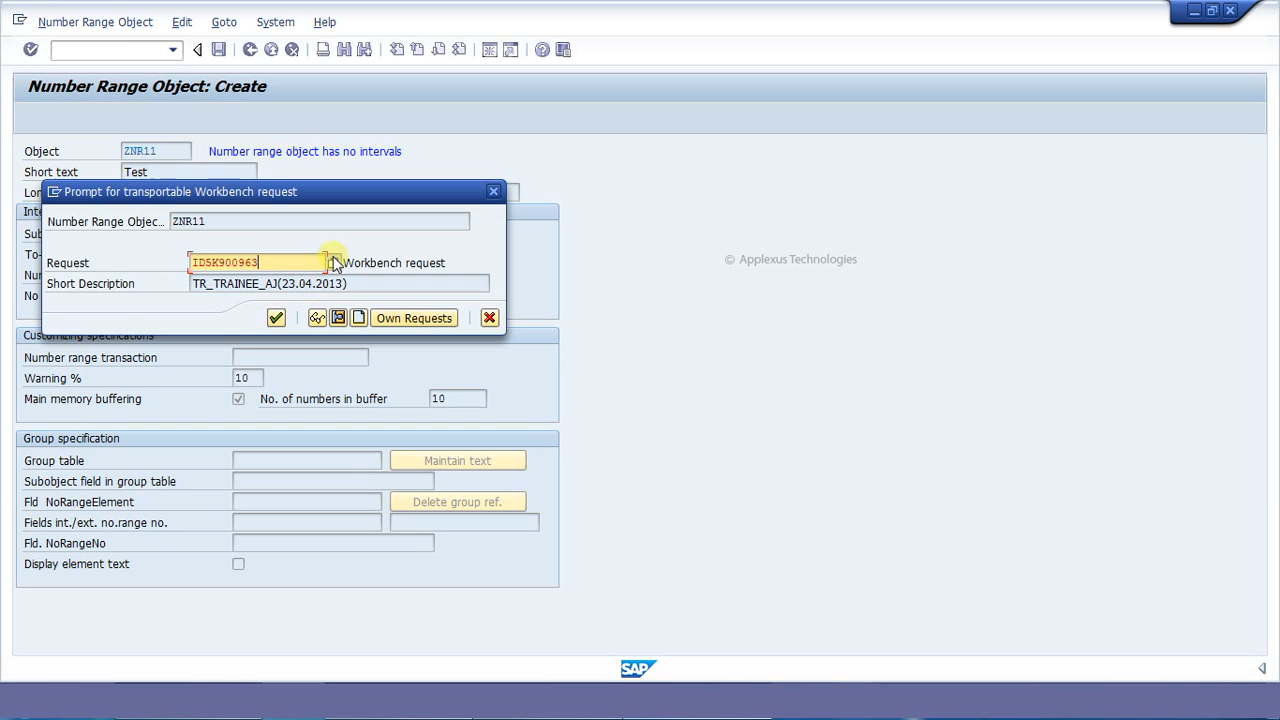 Number Range Object Edit Goto System Help
Number Range Object: Create
Object ZNR11 Number range object has no intervals
Short text Test
Prompt for transportable Workbench request
Number Range Objec... ZNR11
Request ID5K900963 Workbench request
Short Description TR_TRAINEE_AJ(23.04.2013)
Own Requests
© Applexus Technologies
Customizing specifications
Number range transaction
Warning % 10
Main memory buffering No. of numbers in buffer 10
Group specification
Group table Maintain text
Subobject field in group table
Fld NoRangeElement Delete group ref.
Fields int./ext. no.range no.
Fld. NoRangeNo
Display element text
SAP